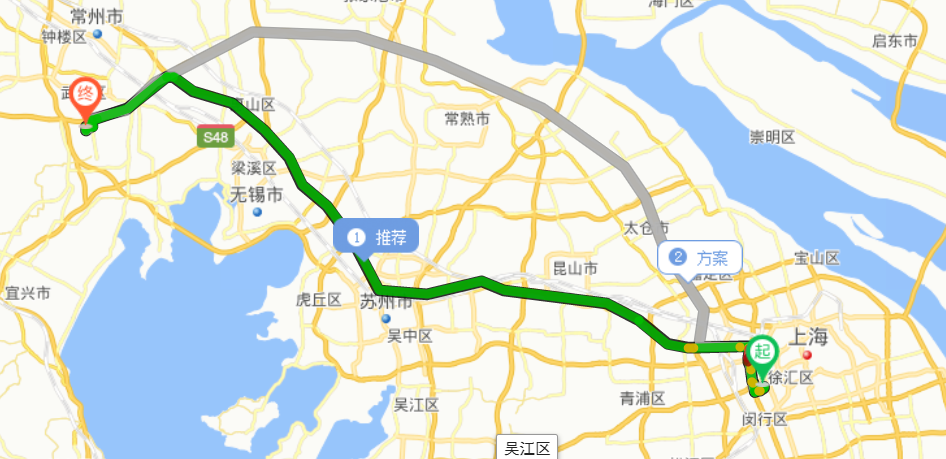 常州市
海门区
钟楼区
启东市
终
S48
常熟市
崇明区
梁溪区
无锡市
太仓市
1 推荐
2 方案
宝山区
昆山市
宜兴市
虎丘区
苏州市
吴中区
上海
起
徐汇区
青浦区
吴江区
闵行区
吴江区